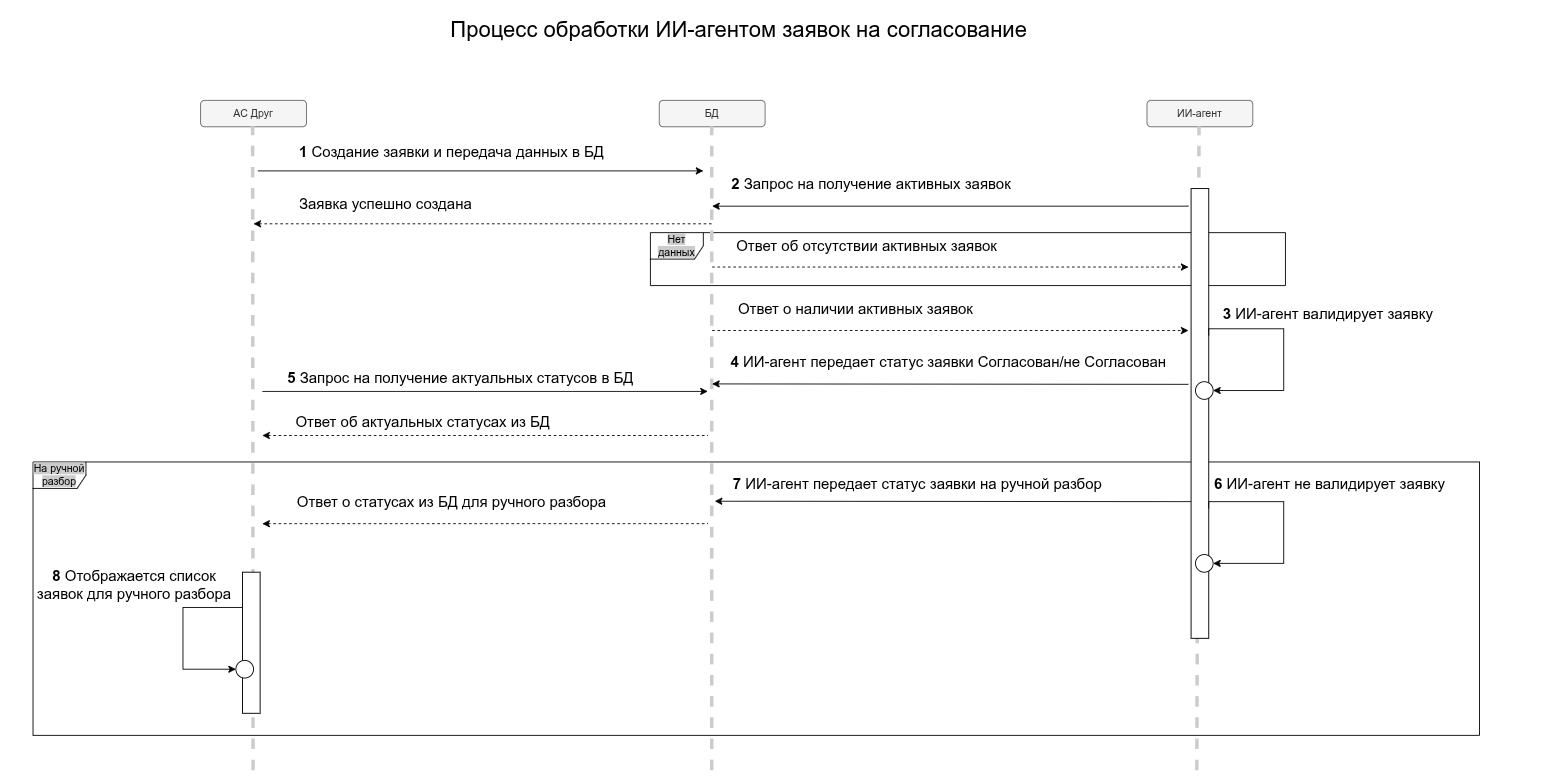 Процесс обработки ИИ-агентом заявок на согласование
АС Друг
БД
ИИ-агент
1 Создание заявки и передача данных в БД
2 Запрос на получение активных заявок
Заявка успешно создана
Нет
данных
Ответ об отсутствии активных заявок
Ответ о наличии активных заявок
3 ИИ-агент валидирует заявку
4 ИИ-агент передает статус заявки Согласован/не Согласован
5 Запрос на получение актуальных статусов в БД
Ответ об актуальных статусах из БД
На ручной
разбор
7 ИИ-агент передает статус заявки на ручной разбор
6 ИИ-агент не валидирует заявку
Ответ о статусах из БД для ручного разбора
8 Отображается список
заявок для ручного разбора